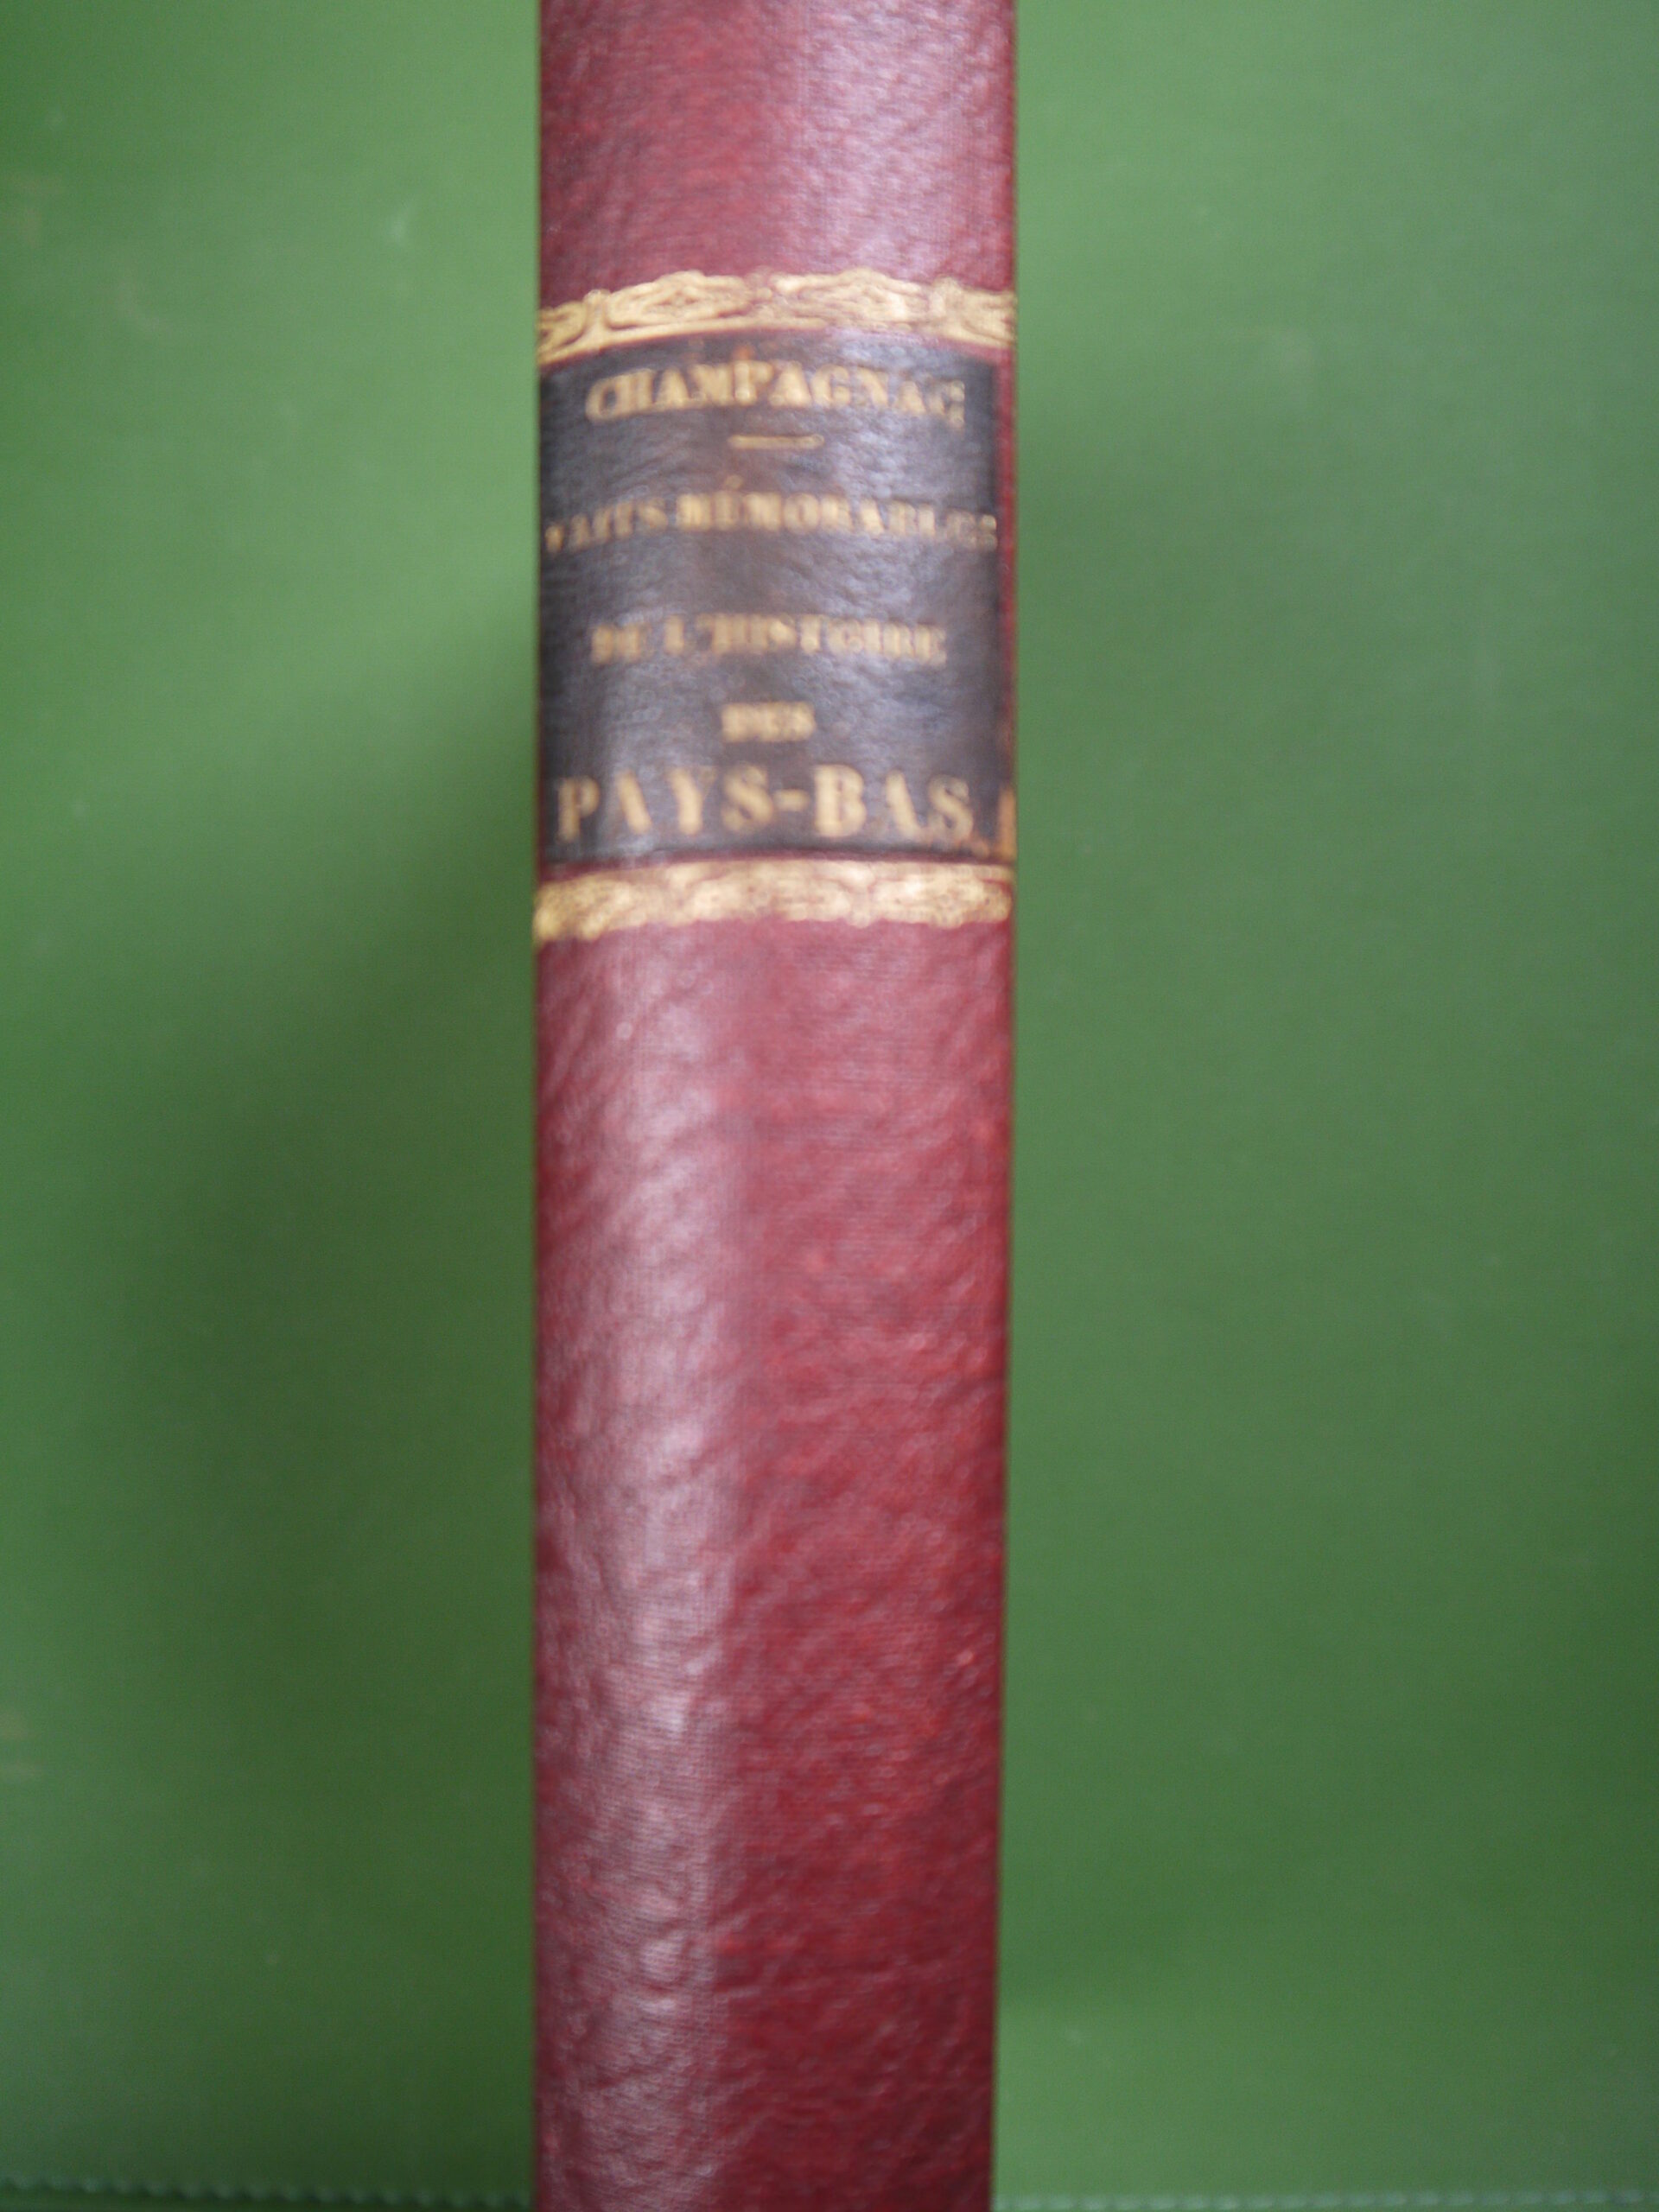 CHAMPAGNAC
FAITS MÉMORABLES
DE L'HISTOIRE
DES
PAYS-BAS